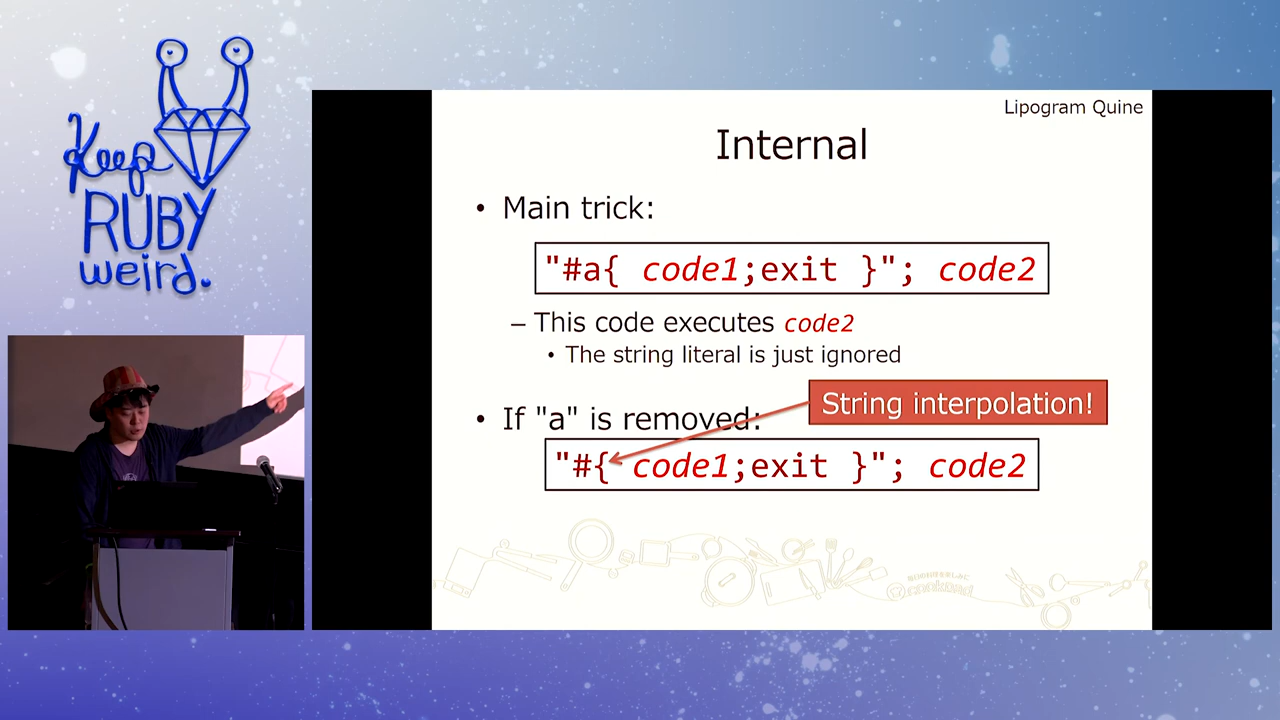 Keep
RUBY
weird.
Lipogram Quine
Internal
• Main trick:
"#a{ code1;exit }"; code2
– This code executes code2
• The string literal is just ignored
String interpolation!
• If "a" is removed:
"#{ code1;exit }"; code2
cookpad